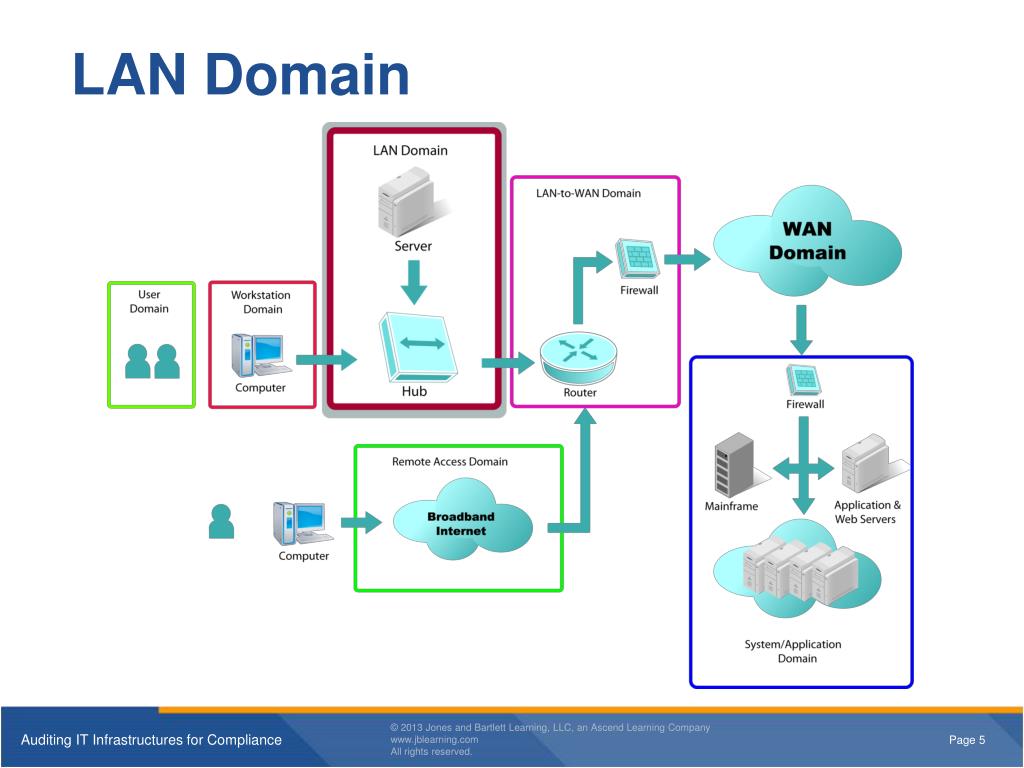 LAN Domain
LAN Domain
Server
Hub
User
Domain
Workstation
Domain
Computer
LAN-to-WAN Domain
Firewall
Router
WAN
Domain
Remote Access Domain
Broadband
Internet
Computer
Firewall
Mainframe
Application &
Web Servers
System/Application
Domain
Auditing IT Infrastructures for Compliance
© 2013 Jones and Bartlett Learning, LLC, an Ascend Learning Company
www.jblearning.com
All rights reserved.
Page 5